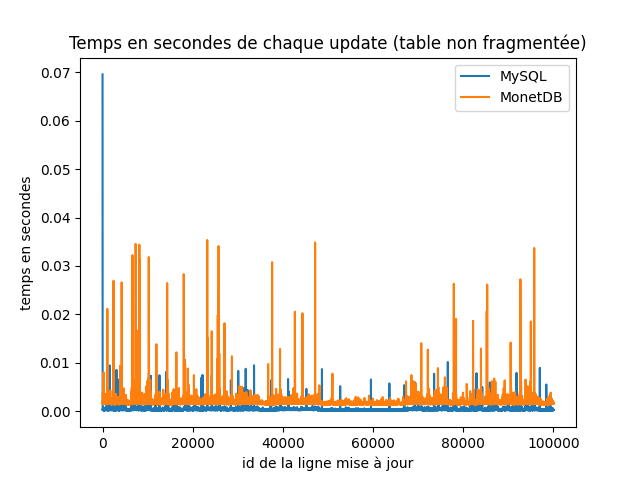 Temps en secondes de chaque update (table non fragmentée)
MySQL
MonetDB
temps en secondes
0.07
0.06
0.05
0.04
0.03
0.02
0.01
0.00
0
20000
40000
60000
80000
100000
id de la ligne mise à jour